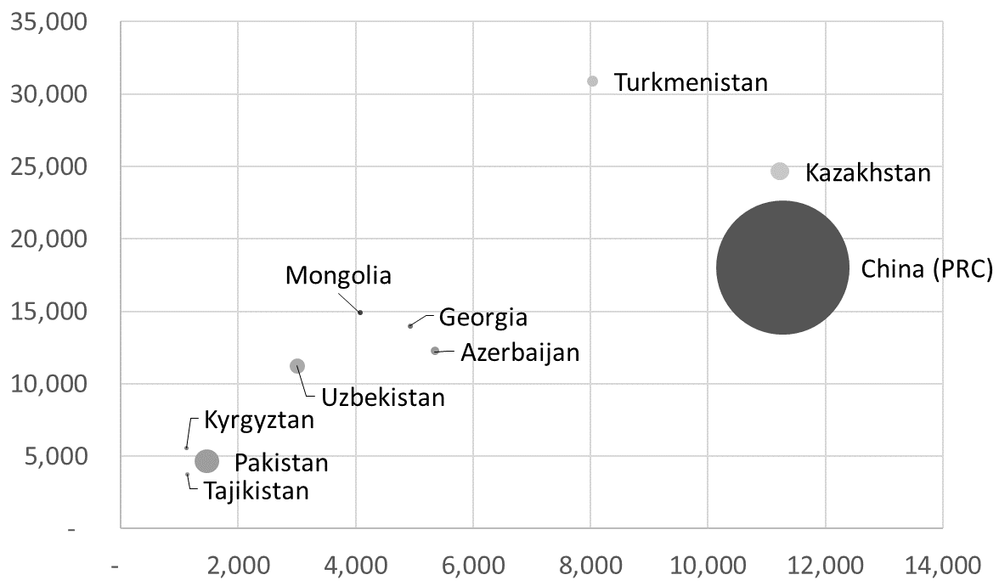 35,000
30,000
25,000
20,000
15,000
10,000
5,000
-
Turkmenistan
Kazakhstan
China (PRC)
Mongolia
Georgia
Azerbaijan
Uzbekistan
Kyrgyztan
Pakistan
Tajikistan
- 2,000 4,000 6,000 8,000 10,000 12,000 14,000